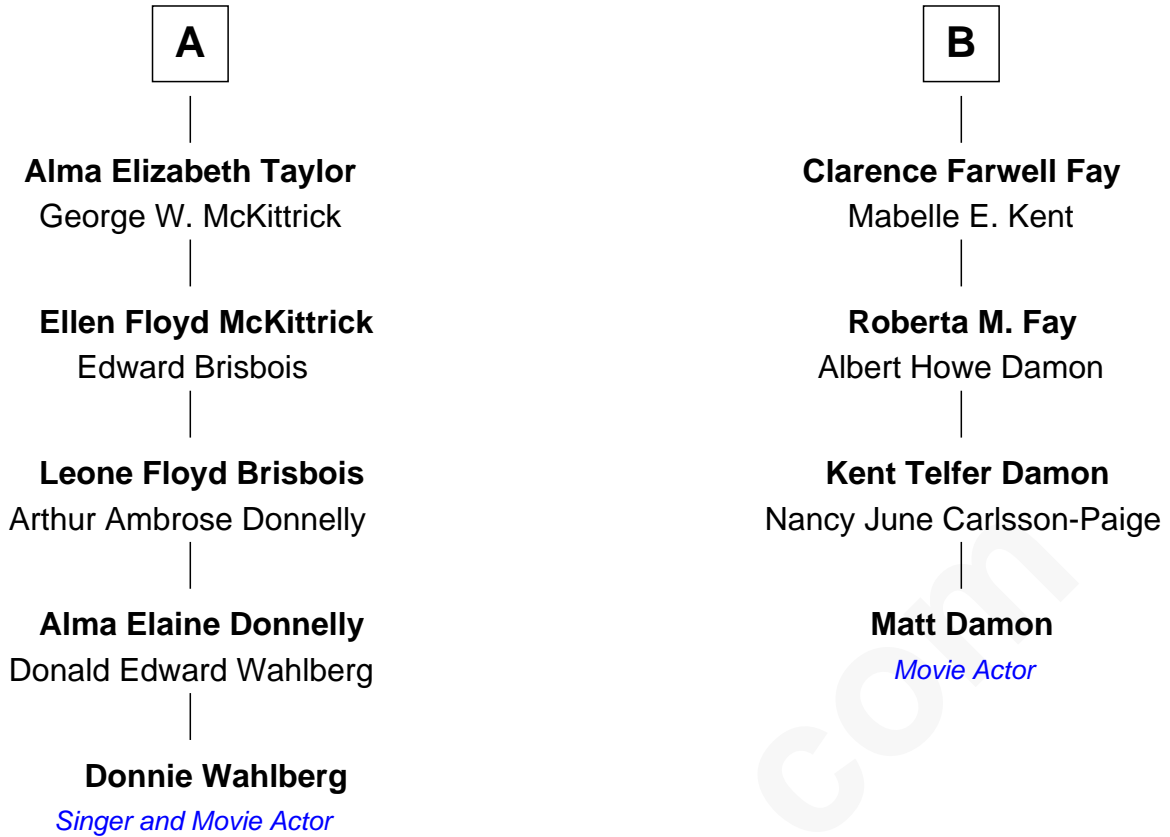 A
Alma Elizabeth Taylor
George W. McKittrick
Ellen Floyd McKittrick
Edward Brisbois
Leone Floyd Brisbois
Arthur Ambrose Donnelly
Alma Elaine Donnelly
Donald Edward Wahlberg
Donnie Wahlberg
Singer and Movie Actor
B
Clarence Farwell Fay
Mabelle E. Kent
Roberta M. Fay
Albert Howe Damon
Kent Telfer Damon
Nancy June Carlsson-Paige
Matt Damon
Movie Actor
com